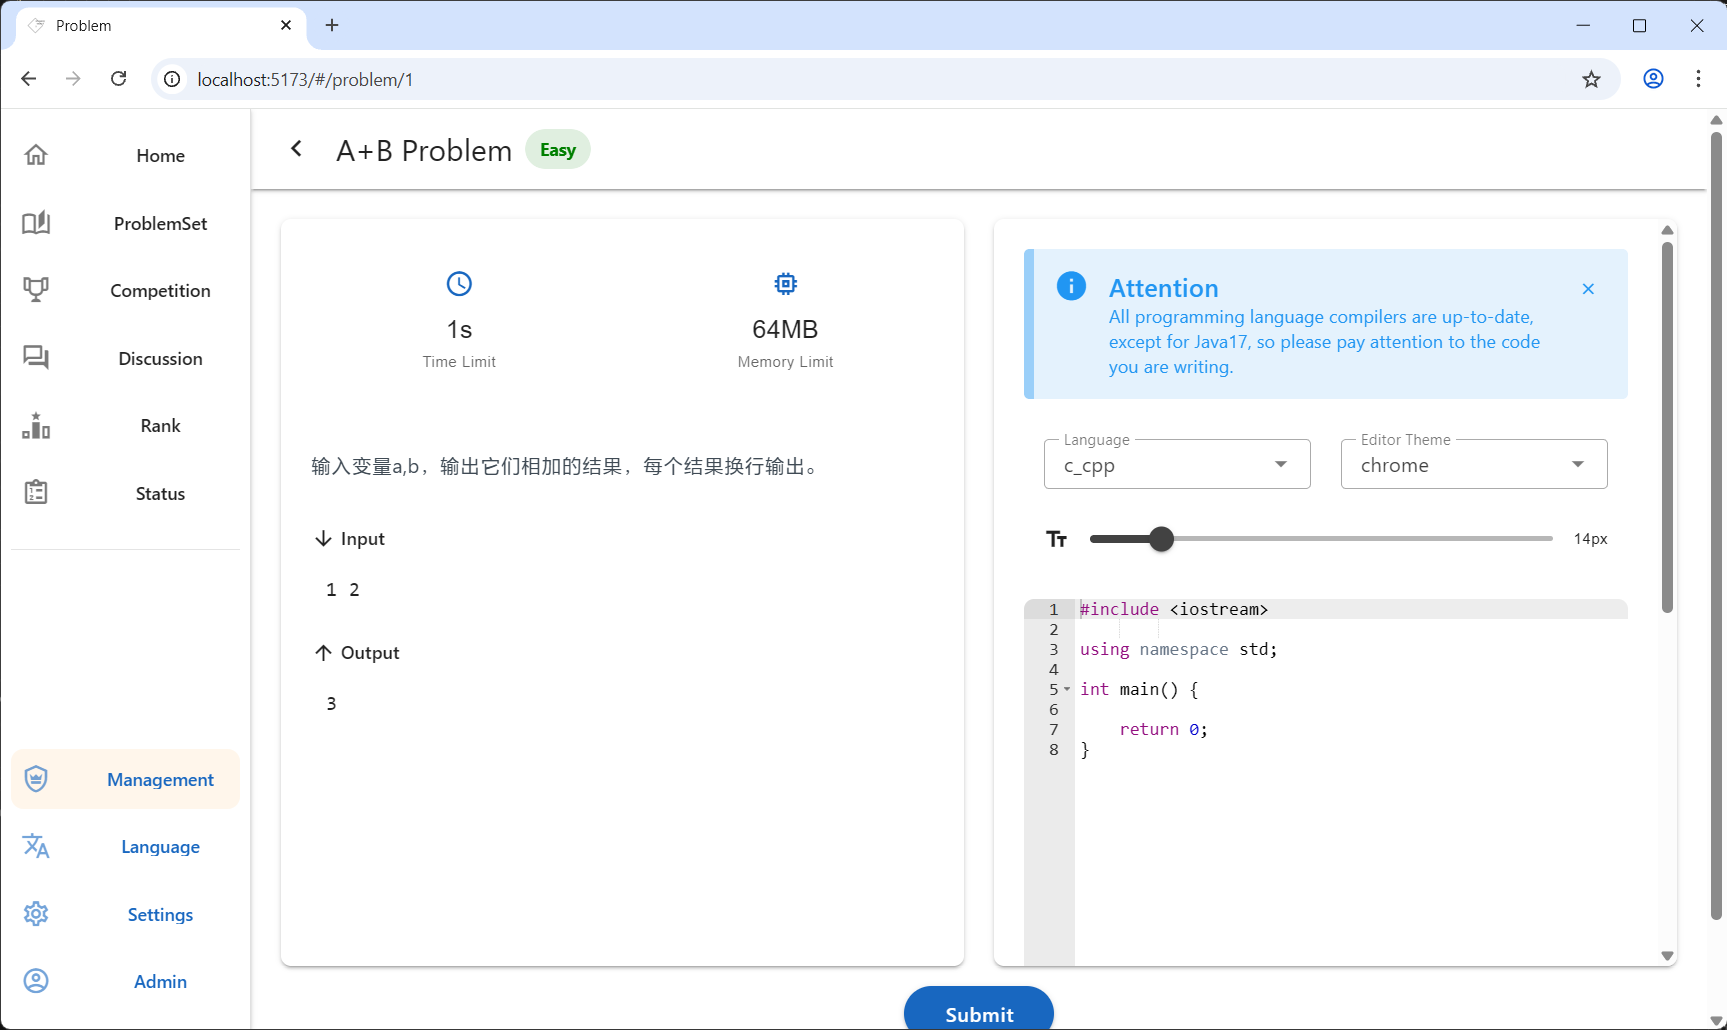 Problem
localhost:5173/#/problem/1
Home
ProblemSet
Competition
Discussion
Rank
Status
Management
Language
Settings
Admin
A+B Problem
Easy
1s
Time Limit
64MB
Memory Limit
输入变量a,b，输出它们相加的结果，每个结果换行输出。
Input
1 2
Output
3
Attention
All programming language compilers are up-to-date,
except for Java17, so please pay attention to the code
you are writing.
Language
c_cpp
Editor Theme
chrome
14px
1 #include <iostream>
2
3 using namespace std;
4
5 int main() {
6
7     return 0;
8 }
Submit